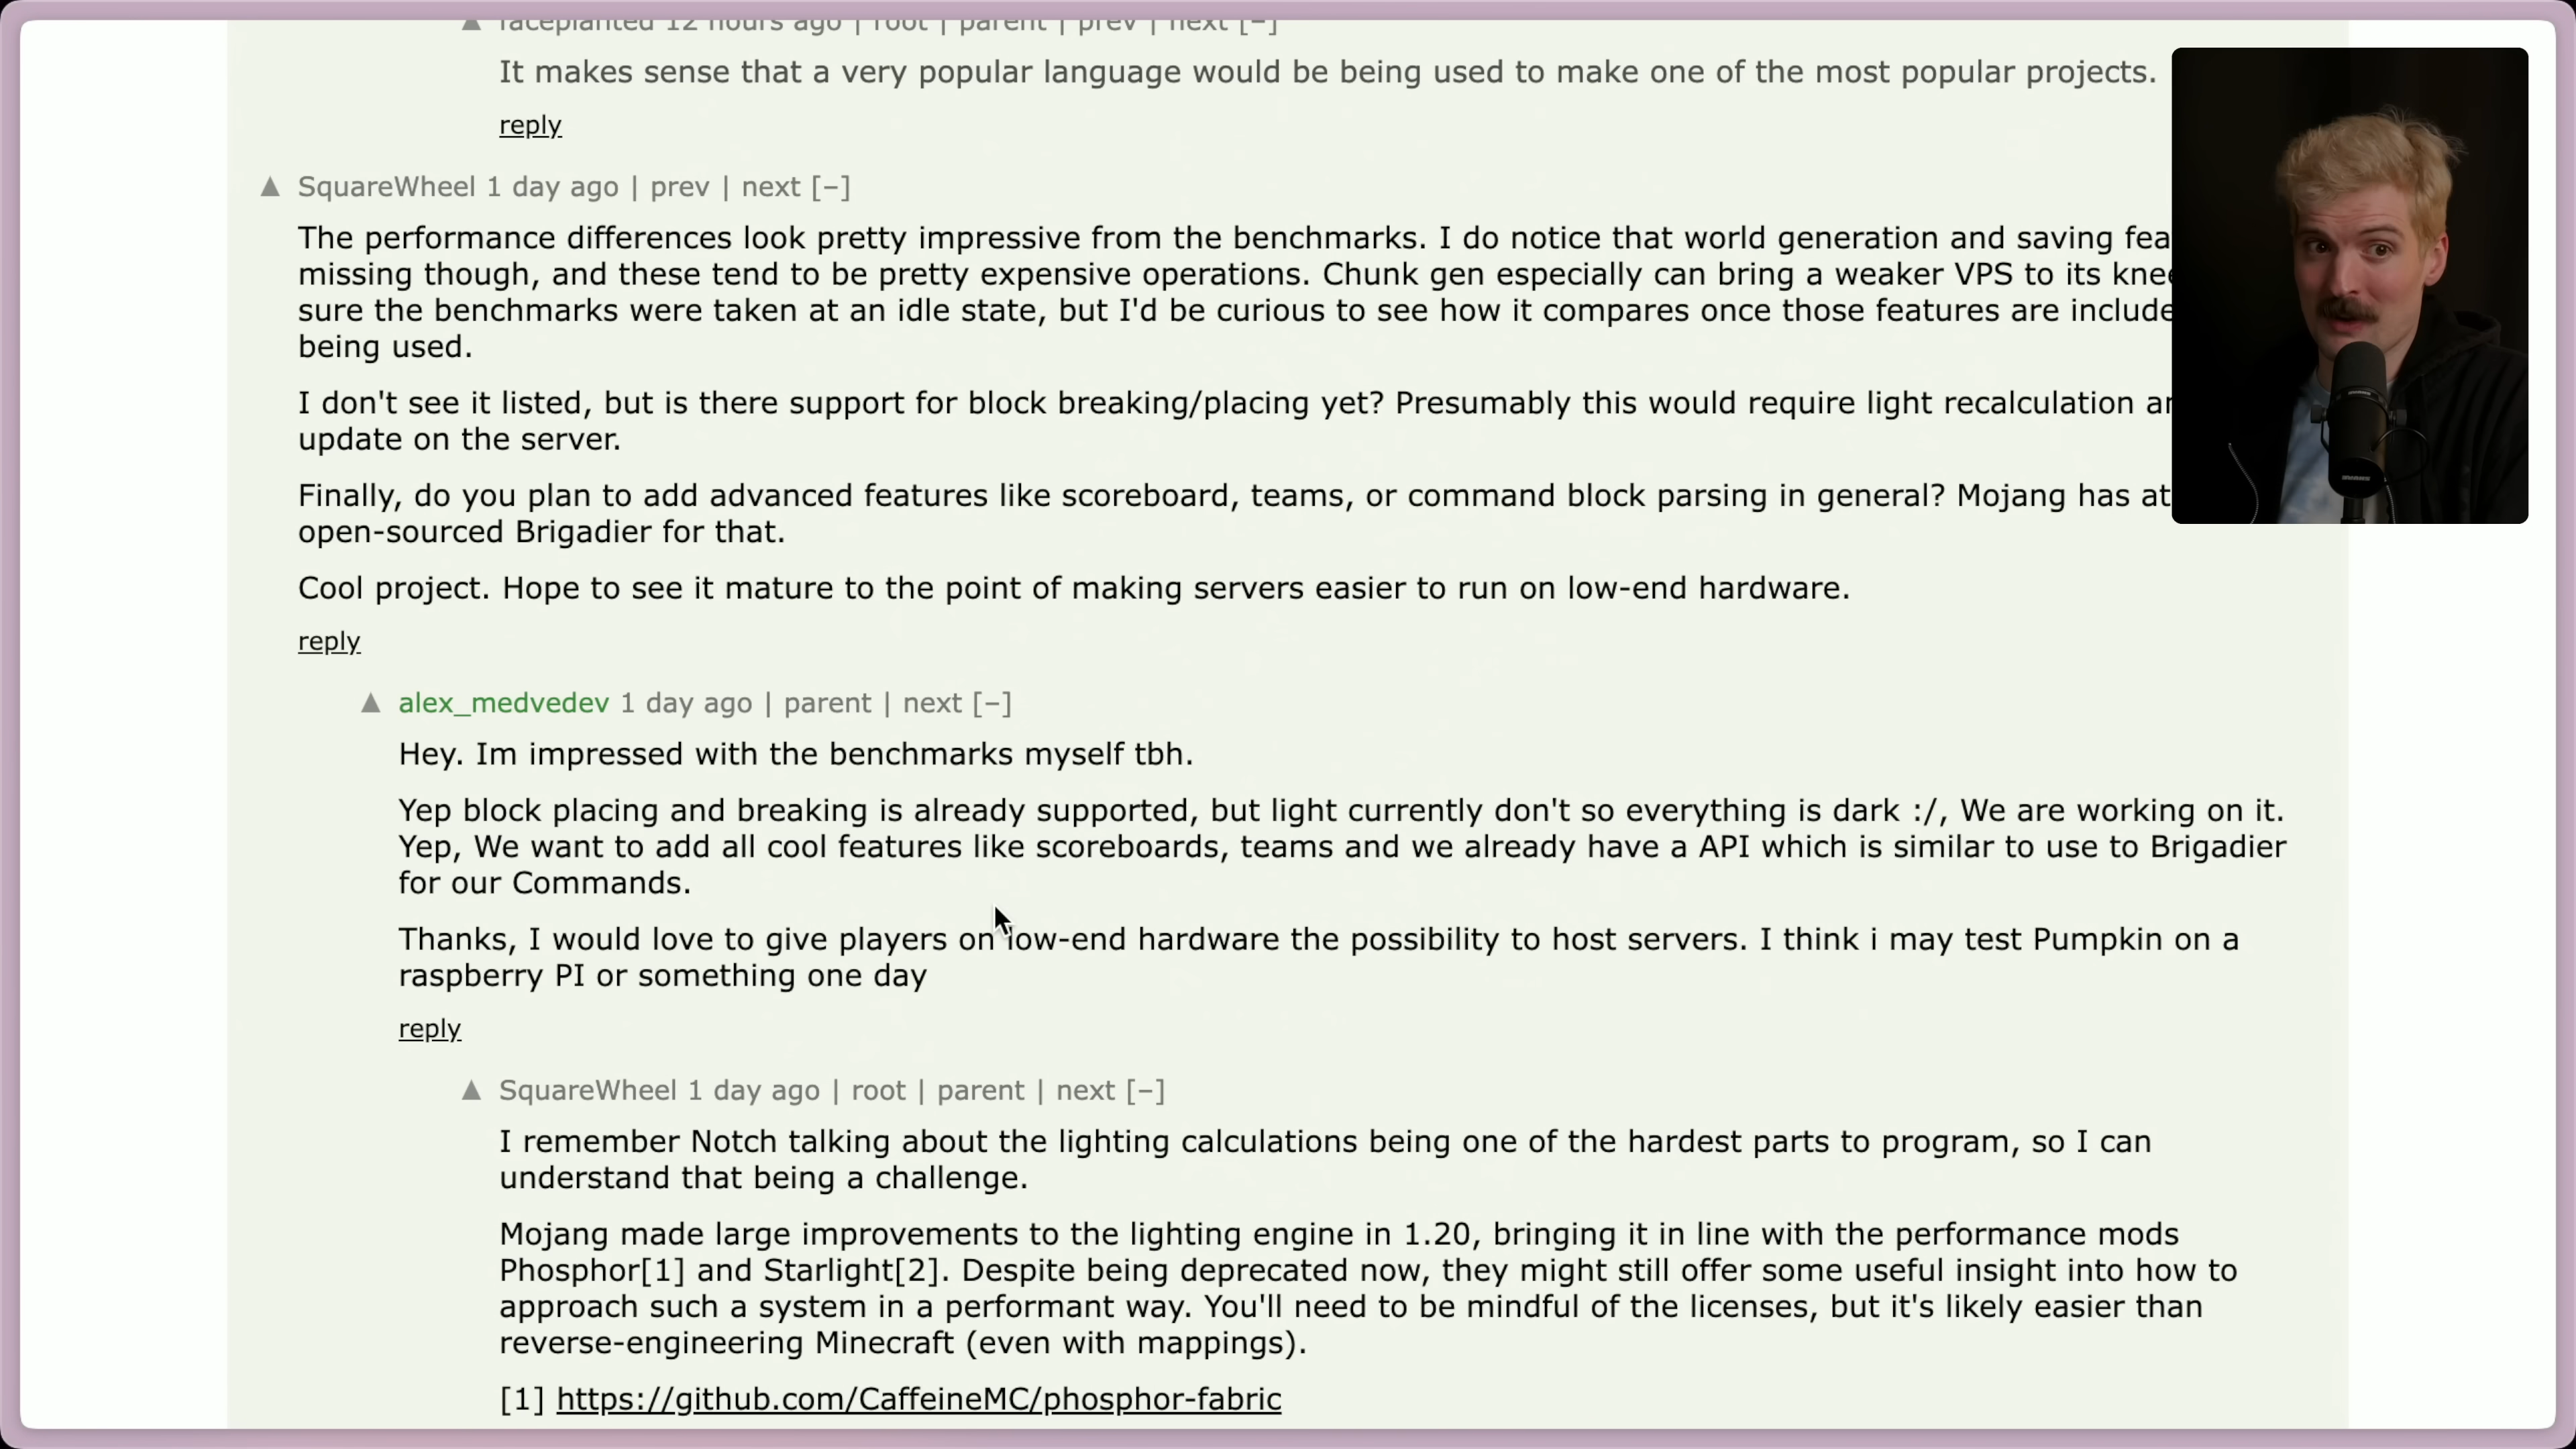 ▲ faceplanted 12 hours ago | root | parent | prev | next [–]
It makes sense that a very popular language would be being used to make one of the most popular projects.
reply
▲ SquareWheel 1 day ago | prev | next [–]
The performance differences look pretty impressive from the benchmarks. I do notice that world generation and saving
missing though, and these tend to be pretty expensive operations. Chunk gen especially can bring a weaker VPS to its
sure the benchmarks were taken at an idle state, but I'd be curious to see how it compares once those features are
being used.
I don't see it listed, but is there support for block breaking/placing yet? Presumably this would require light recalculation
update on the server.
Finally, do you plan to add advanced features like scoreboard, teams, or command block parsing in general? Mojang has at
open-sourced Brigadier for that.
Cool project. Hope to see it mature to the point of making servers easier to run on low-end hardware.
reply
▲ alex_medvedev 1 day ago | parent | next [–]
Hey. Im impressed with the benchmarks myself tbh.
Yep block placing and breaking is already supported, but light currently don't so everything is dark :/, We are working on it.
Yep, We want to add all cool features like scoreboards, teams and we already have a API which is similar to use to Brigadier
for our Commands.
Thanks, I would love to give players on low-end hardware the possibility to host servers. I think i may test Pumpkin on a
raspberry PI or something one day
reply
▲ SquareWheel 1 day ago | root | parent | next [–]
I remember Notch talking about the lighting calculations being one of the hardest parts to program, so I can
understand that being a challenge.
Mojang made large improvements to the lighting engine in 1.20, bringing it in line with the performance mods
Phosphor[1] and Starlight[2]. Despite being deprecated now, they might still offer some useful insight into how to
approach such a system in a performant way. You'll need to be mindful of the licenses, but it's likely easier than
reverse-engineering Minecraft (even with mappings).
[1] https://github.com/CaffeineMC/phosphor-fabric